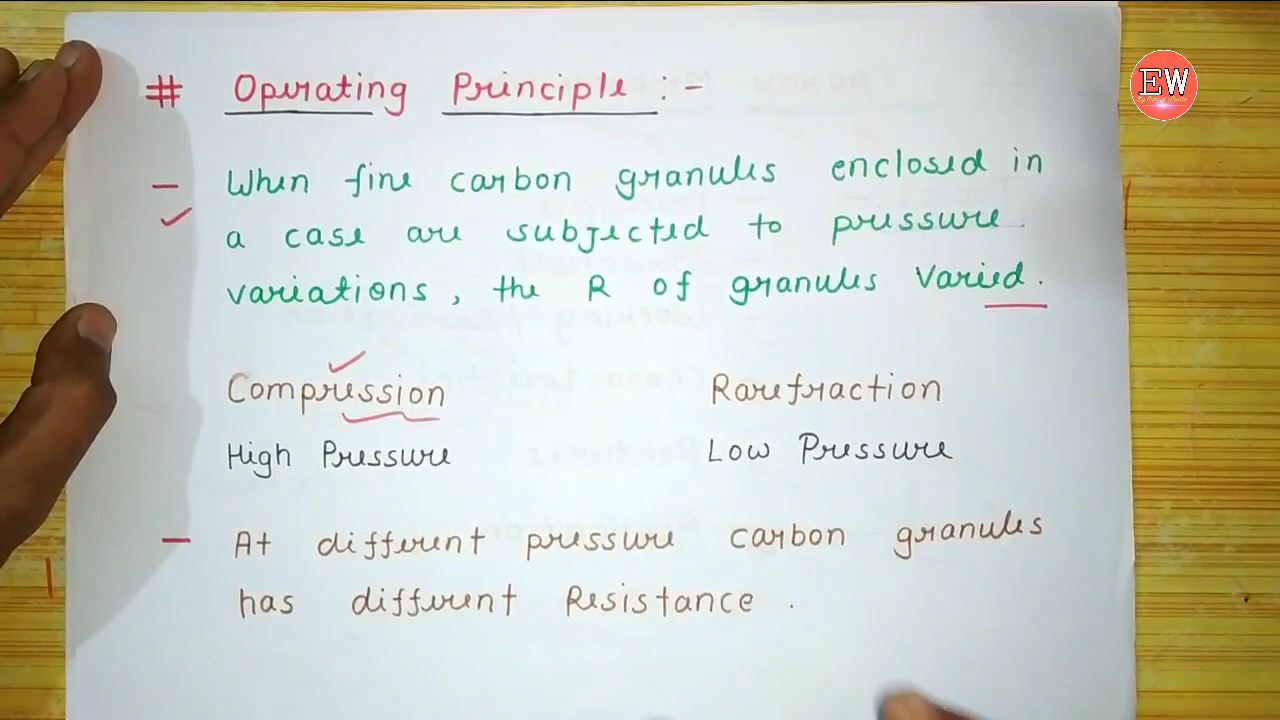 # Operating Principle :-
EW
- When fine carbon granules enclosed in
a case are subjected to pressure
variations, the R of granules varied.
Compression Rarefraction
High Pressure Low Pressure
- At different pressure carbon granules
has different Resistance.